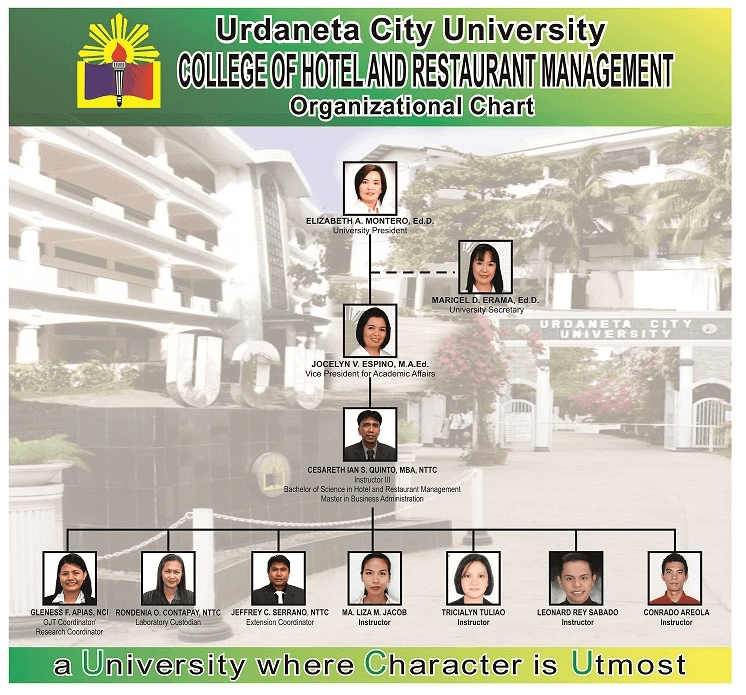 Urdaneta City University
COLLEGE OF HOTEL AND RESTAURANT MANAGEMENT
Organizational Chart
ELIZABETH A. MONTERO, Ed.D.
University President
MARICEL D. ERAMA, Ed.D.
University Secretary
URDANETA CITY
UNIVERSITY
JOCELYN V. ESPINO, M.A.Ed.
Vice President for Academic Affairs
UCU
CESARETH IAN S. QUINTO, MBA, NTTC
Instructor III
Bachelor of Science in Hotel and Restaurant Management
Master in Business Administration
GLENESS F. APIAS, NCI
OJT Coordinator/
Research Coordinator
RONDENIA O. CONTAPAY, NTTC
Laboratory Custodian
JEFFREY C. SERRANO, NTTC
Extension Coordinator
MA. LIZA M. JACOB
Instructor
TRICIALYN TULIAO
Instructor
LEONARD REY SABADO
Instructor
CONRADO AREOLA
Instructor
a University where Character is Utmost